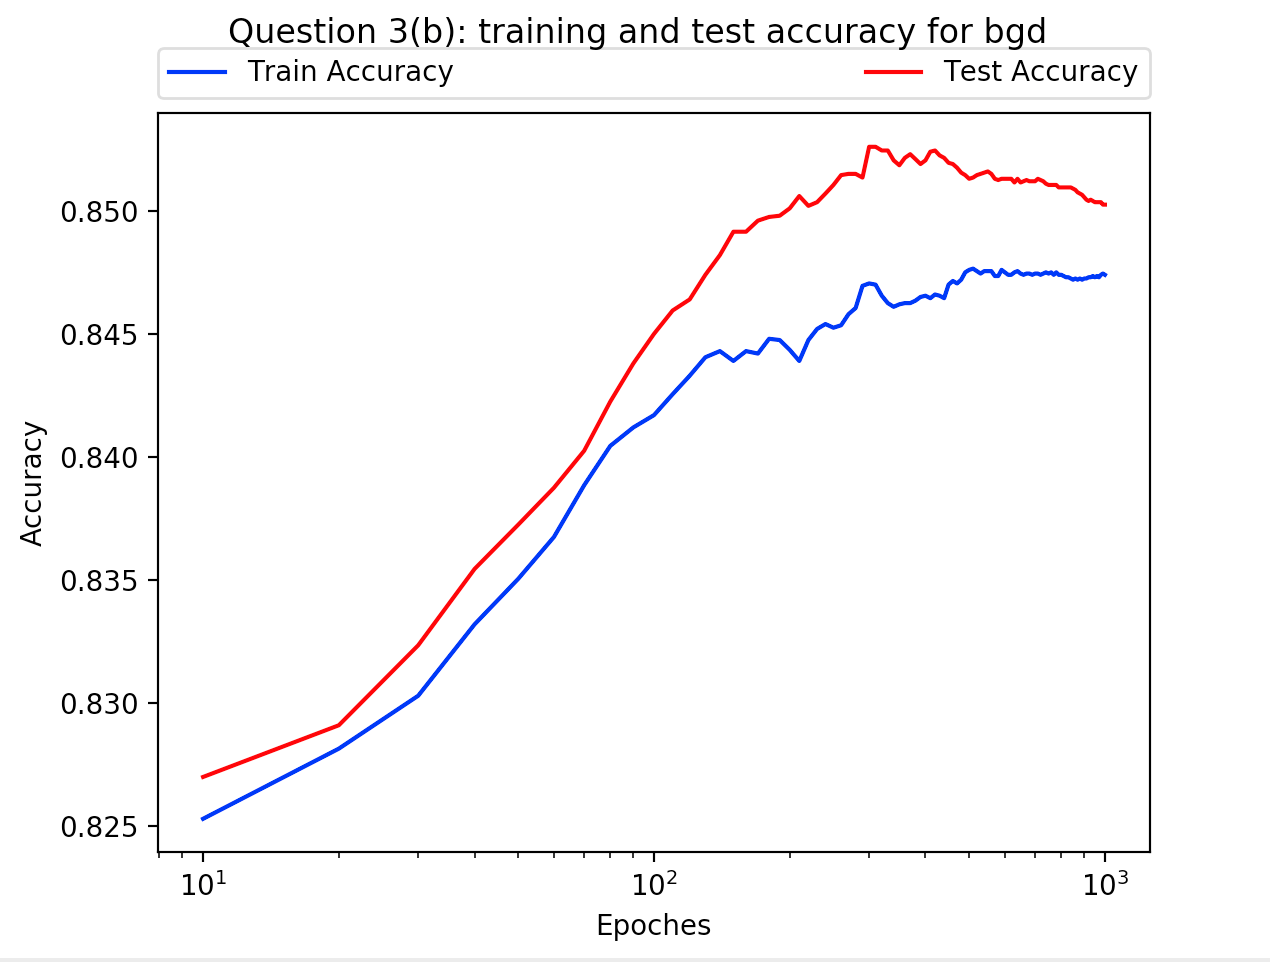 Question 3(b): training and test accuracy for bgd
Train Accuracy
Test Accuracy
0.850
0.845
0.840
0.835
0.830
0.825
Accuracy
10¹
10²
10³
Epoches